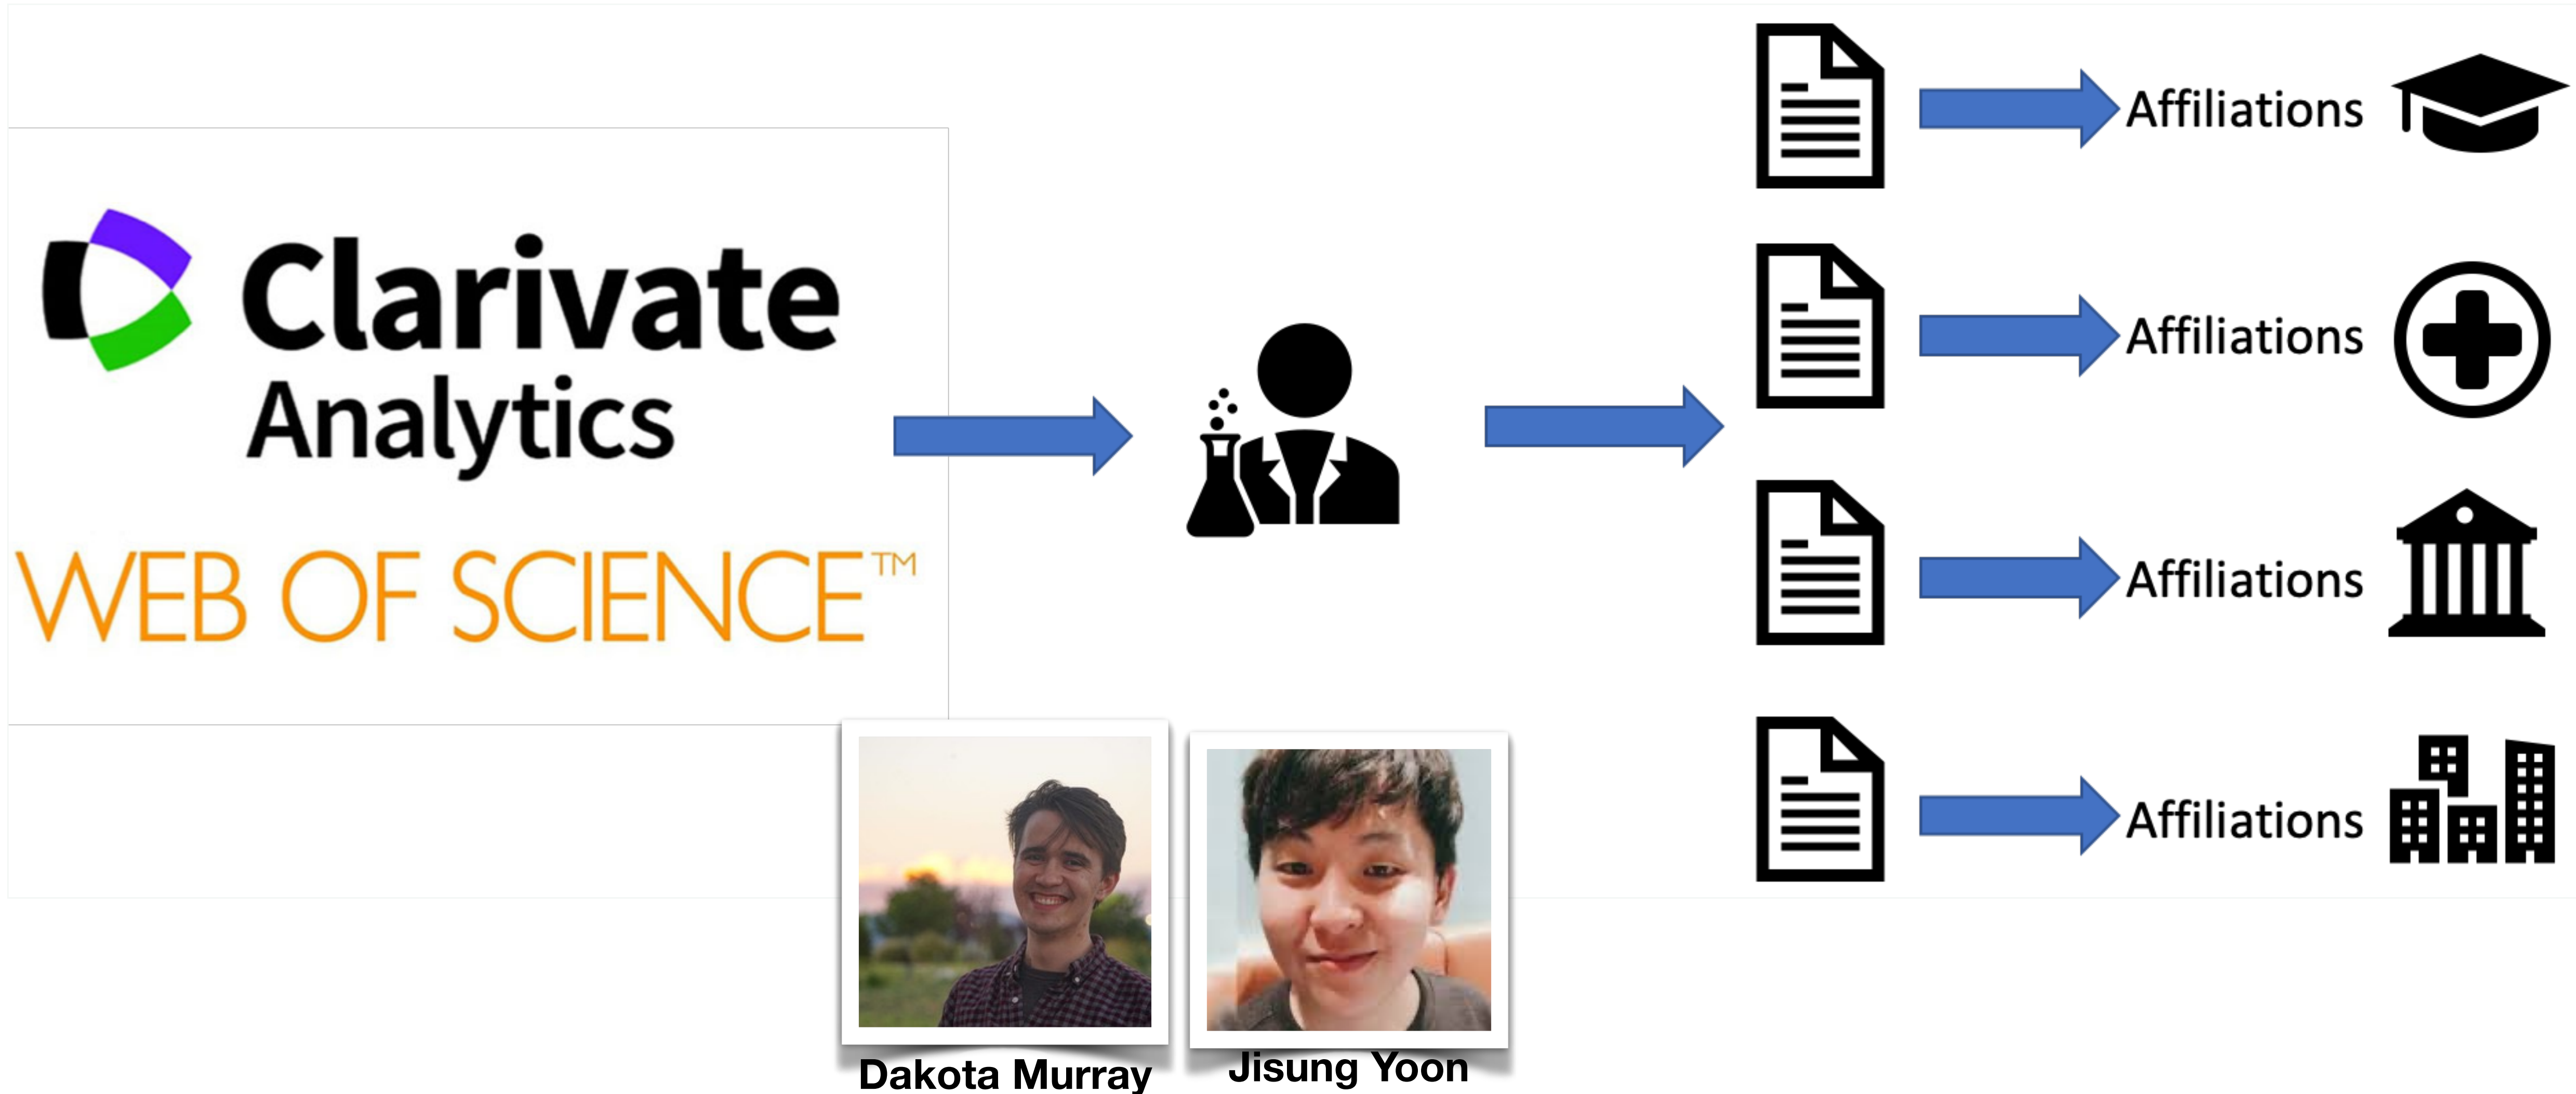 Clarivate
Analytics
WEB OF SCIENCE™
Affiliations
Affiliations
Affiliations
Affiliations
Dakota Murray
Jisung Yoon